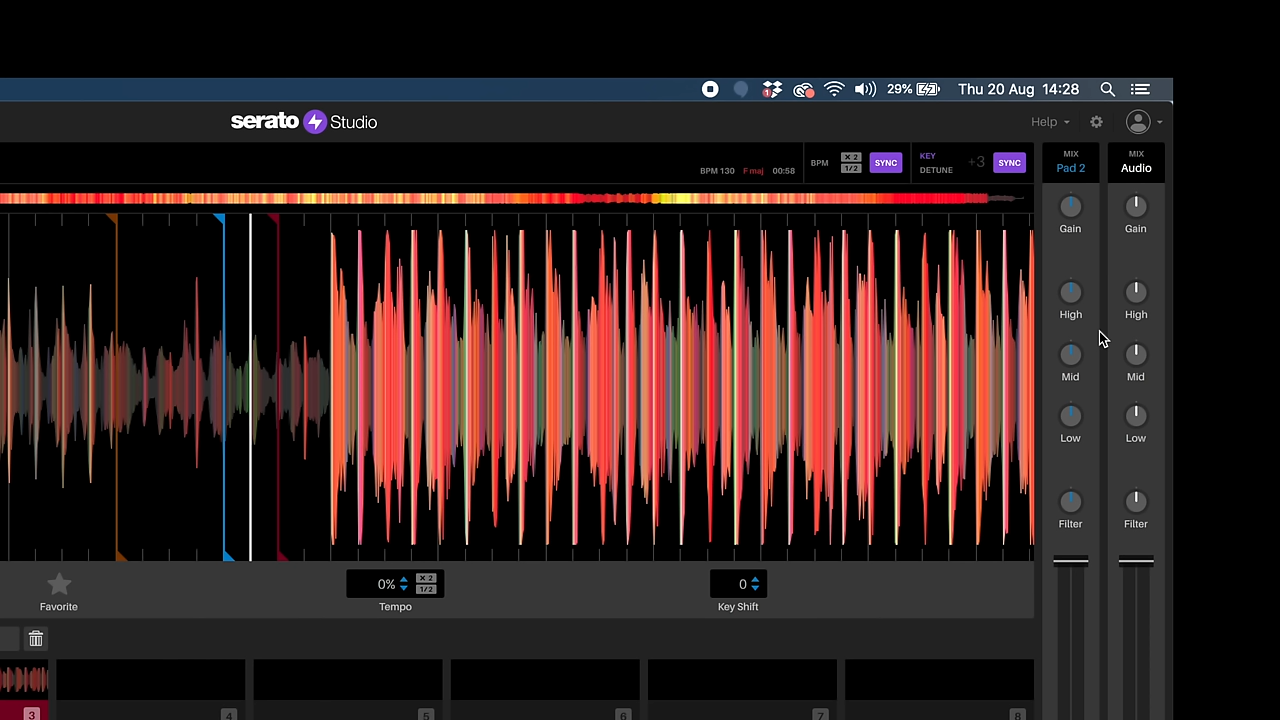 29% Thu 20 Aug 14:28
serato Studio
Help
BPM 130 F maj 00:58
BPM x 2 1/2 SYNC
KEY DETUNE +3 SYNC
MIX Pad 2
MIX Audio
Gain Gain
High High
Mid Mid
Low Low
Filter Filter
Favorite
0% x 2 1/2
Tempo
0
Key Shift
3 4 5 6 7 8